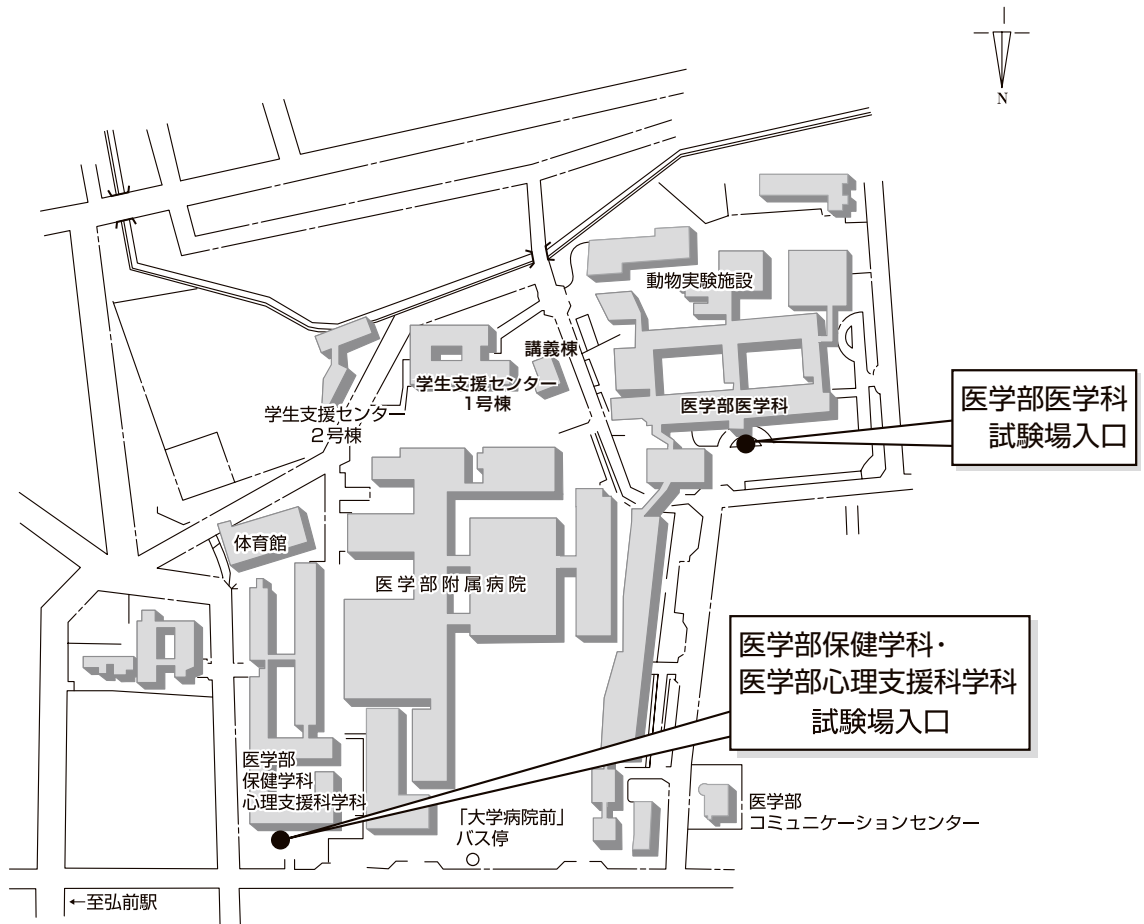 N
動物実験施設
講義棟
学生支援センター
1号棟
学生支援センター
2号棟
医学部医学科
医学部医学科
試験場入口
体育館
医学部附属病院
医学部保健学科・
医学部心理支援科学科
試験場入口
医学部
保健学科
心理支援科学科
「大学病院前」
バス停
医学部
コミュニケーションセンター
←至弘前駅